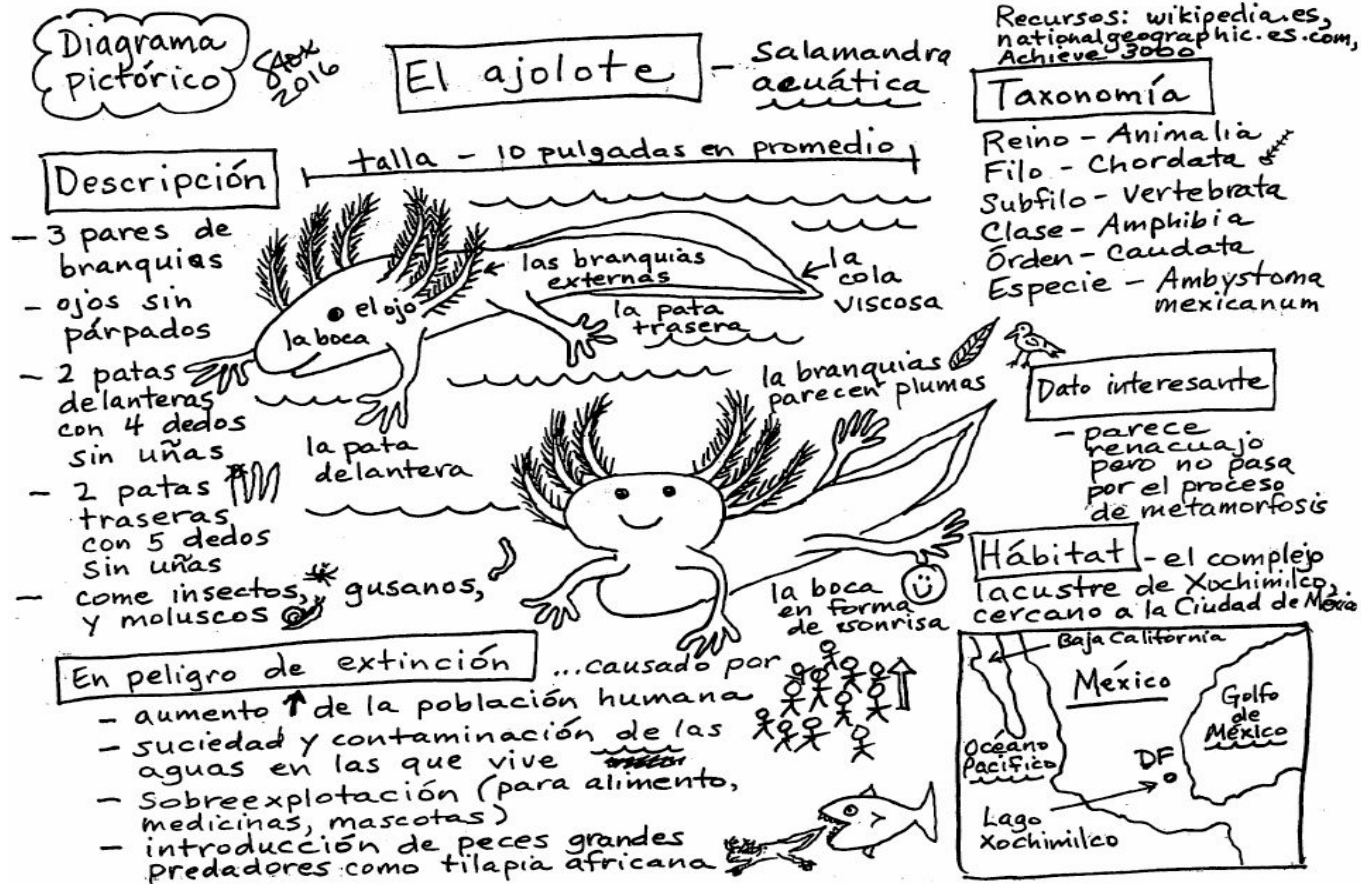 Diagrama
pictórico
Stox
2016
El ajolote
- Salamandra
acuática
Recursos: wikipedia.es,
nationalgeographic.es.com,
Achieve 3000
Taxonomía
Reino - Animalia
Filo - Chordata
Subfilo - Vertebrata
Clase - Amphibia
Órden - Caudata
Especie - Ambystoma
mexicanum
talla - 10 pulgadas en promedio
Descripción
- 3 pares de
branquias
- ojos sin
párpados
- 2 patas
delanteras
con 4 dedos
sin uñas
- 2 patas
traseras
con 5 dedos
sin uñas
- come insectos, gusanos,
y moluscos
las branquias
externas
la
cola
viscosa
el ojo
la boca
la pata
trasera
la pata
delantera
la branquias
parecen plumas
Dato interesante
- parece
renacuajo
pero no pasa
por el proceso
de metamorfosis
la boca
en forma
de sonrisa
Hábitat - el complejo
lacustre de Xochimilco,
cercano a la Ciudad de México
En peligro de extinción ...causado por
- aumento ↑ de la población humana
- suciedad y contaminación de las
aguas en las que vive
- Sobreexplotación (para alimento,
medicinas, mascotas)
- introducción de peces grandes
predadores como tilapia africana
Baja California
México
Golfo
de
México
Océano
Pacífico
DF
Lago
Xochimilco